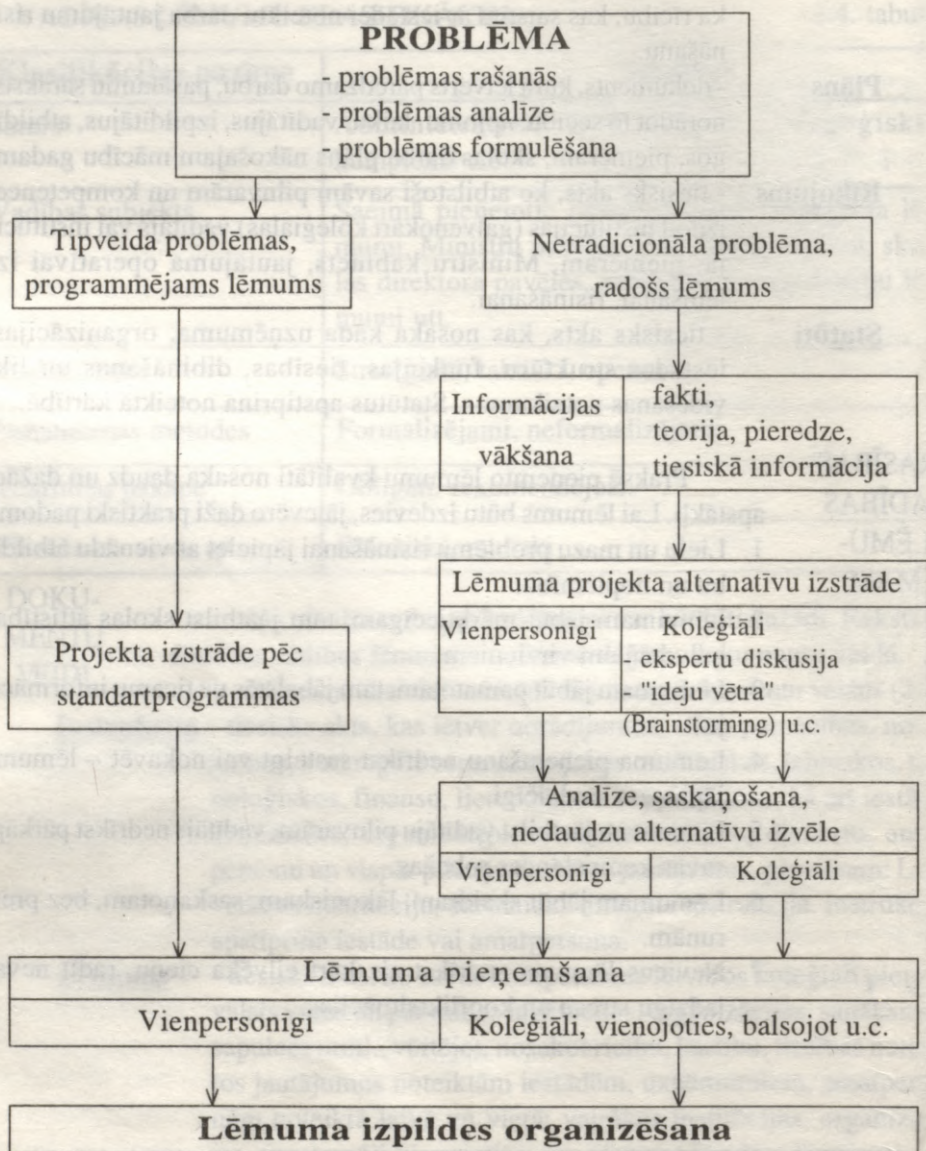 PROBLĒMA
- problēmas rašanās
- problēmas analīze
- problēmas formulēšana
Tipveida problēmas,
programmējams lēmums
Netradicionāla problēma,
radošs lēmums
Informācijas
vākšana
fakti,
teorija, pieredze,
tiesiskā informācija
Lēmuma projekta alternatīvu izstrāde
Vienpersonīgi
Koleģiāli
- ekspertu diskusija
"ideju vētra"
(Brainstorming) u.c.
Projekta izstrāde pēc
standartprogrammas
Analīze, saskaņošana,
nedaudzu alternatīvu izvēle
Vienpersonīgi
Koleģiāli
Lēmuma pieņemšana
Vienpersonīgi
Koleģiāli, vienojoties, balsojot u.c.
Lēmuma izpildes organizēšana